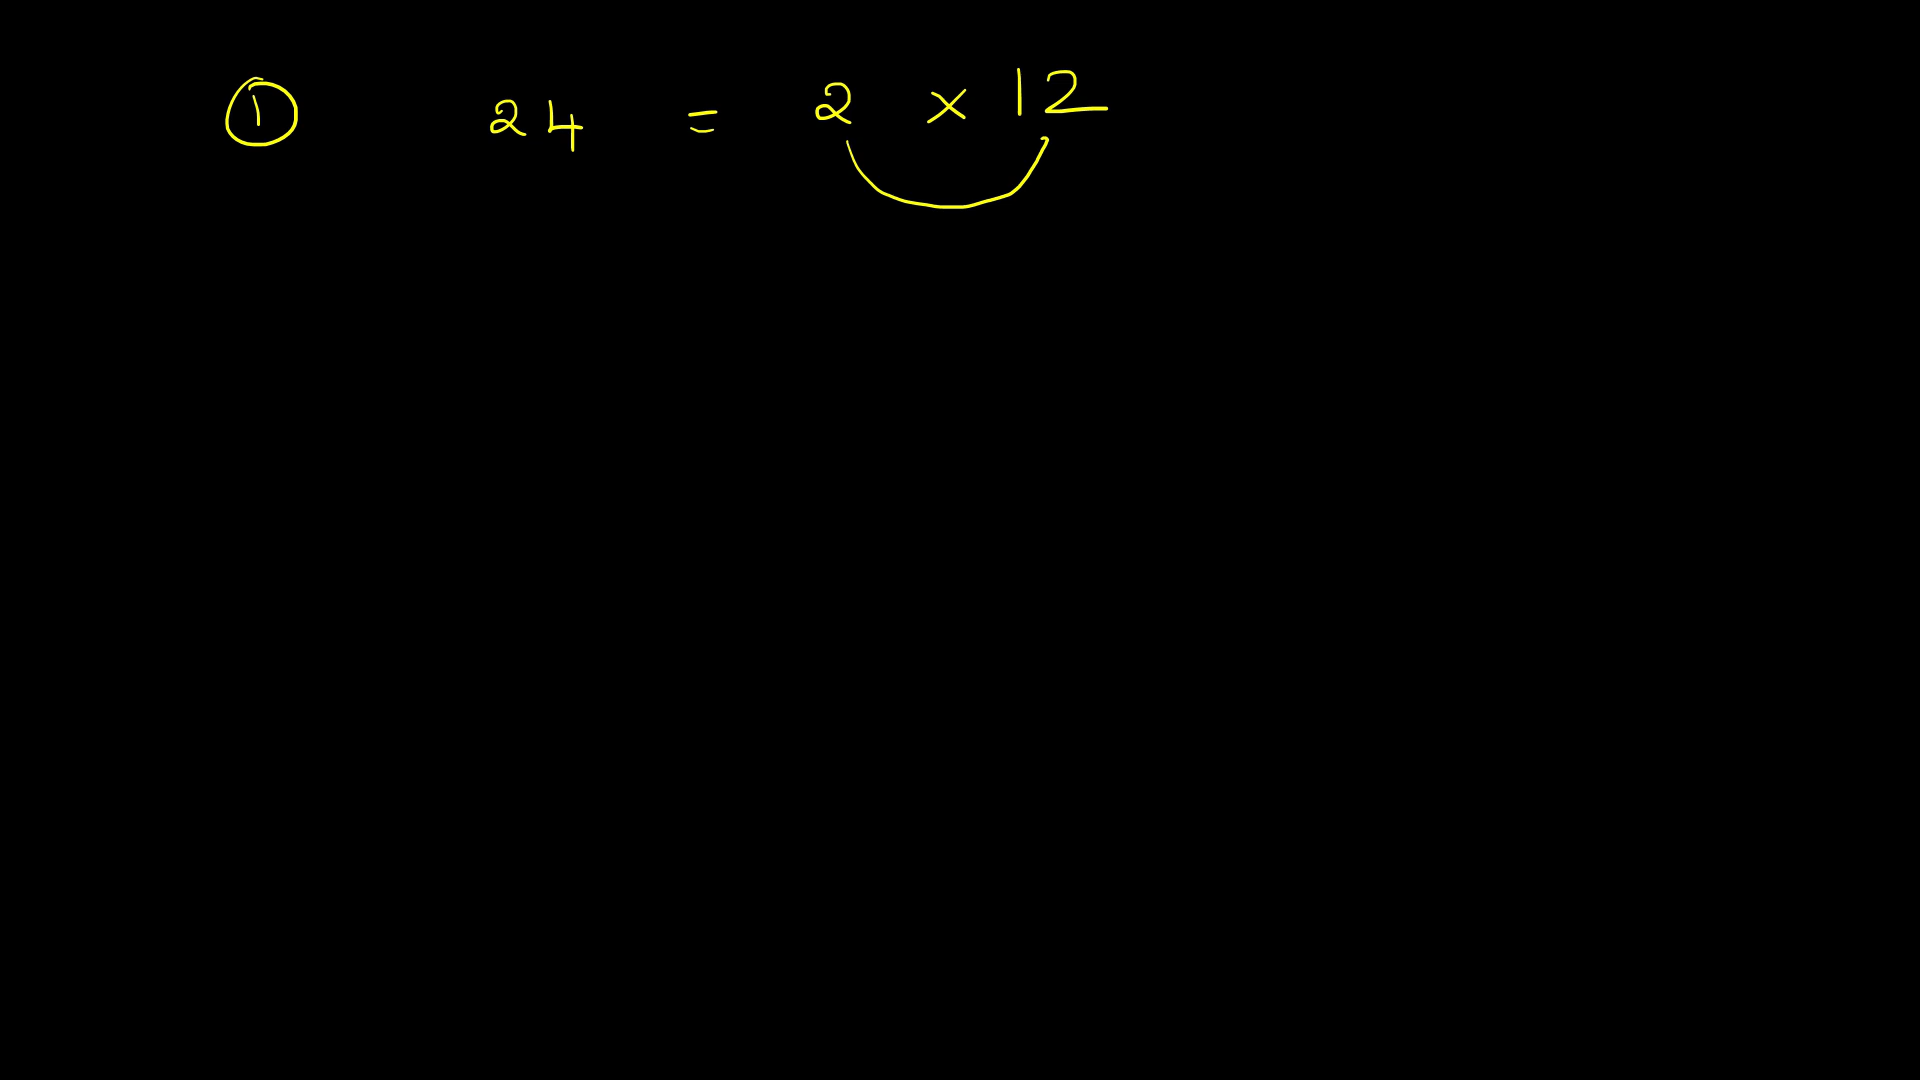 ① 24 = 2 × 12